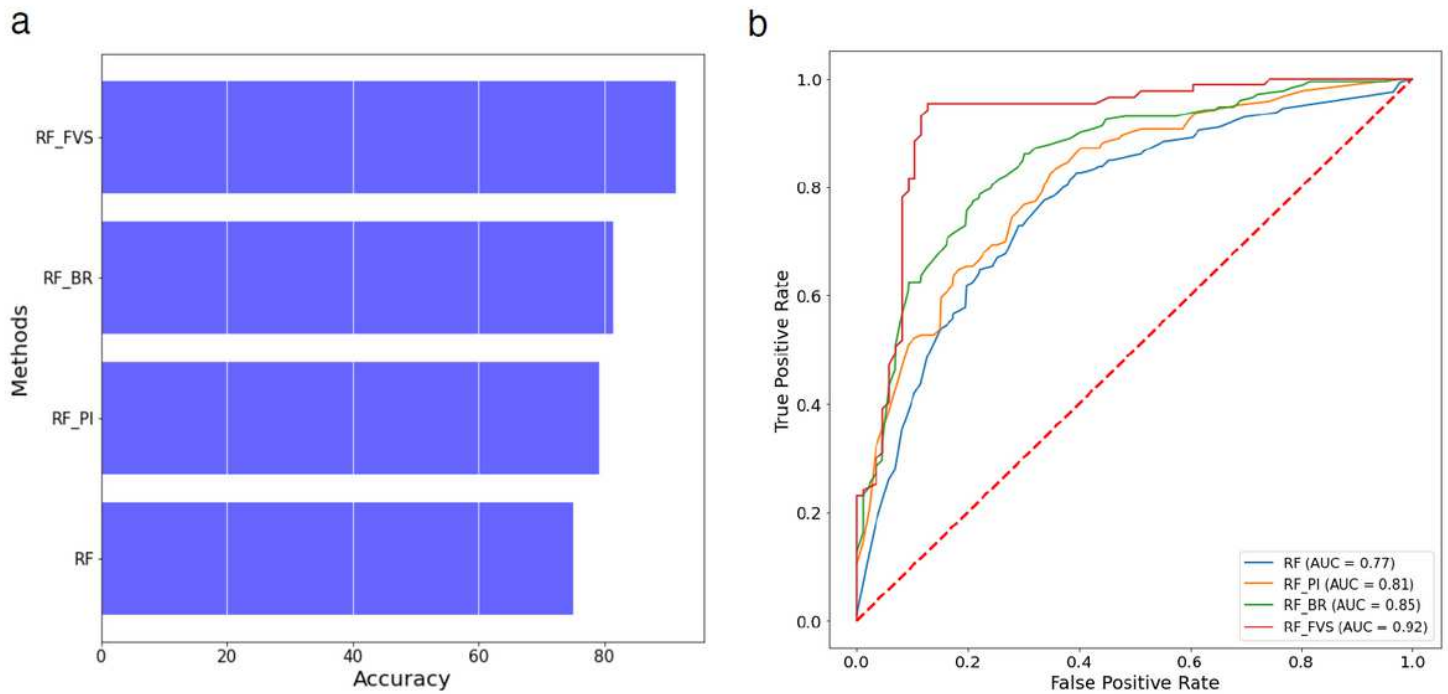 a
RF_FVS
RF_BR
RF_PI
RF
Methods
0 20 40 60 80
Accuracy
b
1.0
0.8
0.6
0.4
0.2
0.0
True Positive Rate
0.0 0.2 0.4 0.6 0.8 1.0
False Positive Rate
RF (AUC = 0.77)
RF_PI (AUC = 0.81)
RF_BR (AUC = 0.85)
RF_FVS (AUC = 0.92)